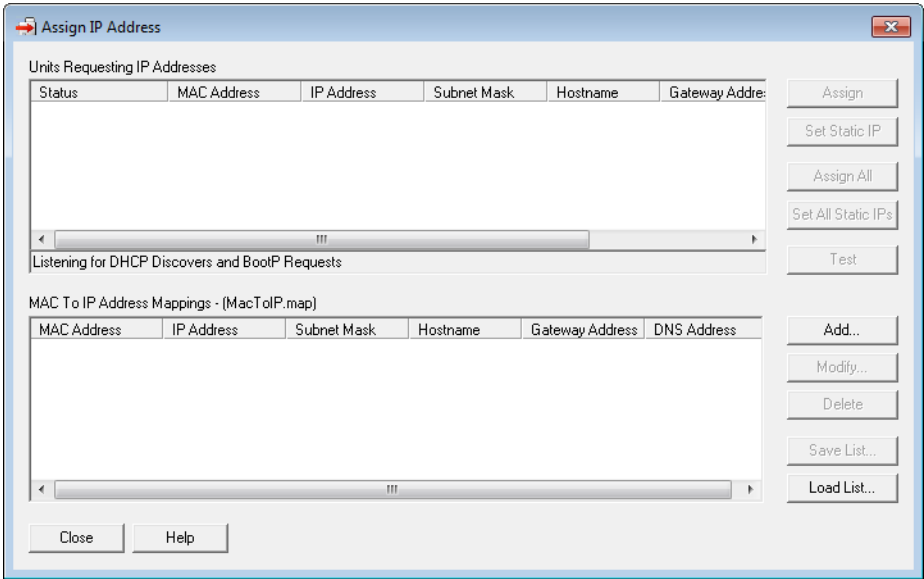 Assign IP Address
Units Requesting IP Addresses
Status MAC Address IP Address Subnet Mask Hostname Gateway Addre
Assign
Set Static IP
Assign All
Set All Static IPs
Listening for DHCP Discovers and BootP Requests
Test
MAC To IP Address Mappings - (MacToIP.map)
MAC Address IP Address Subnet Mask Hostname Gateway Address DNS Address
Add...
Modify...
Delete
Save List...
Load List...
Close Help